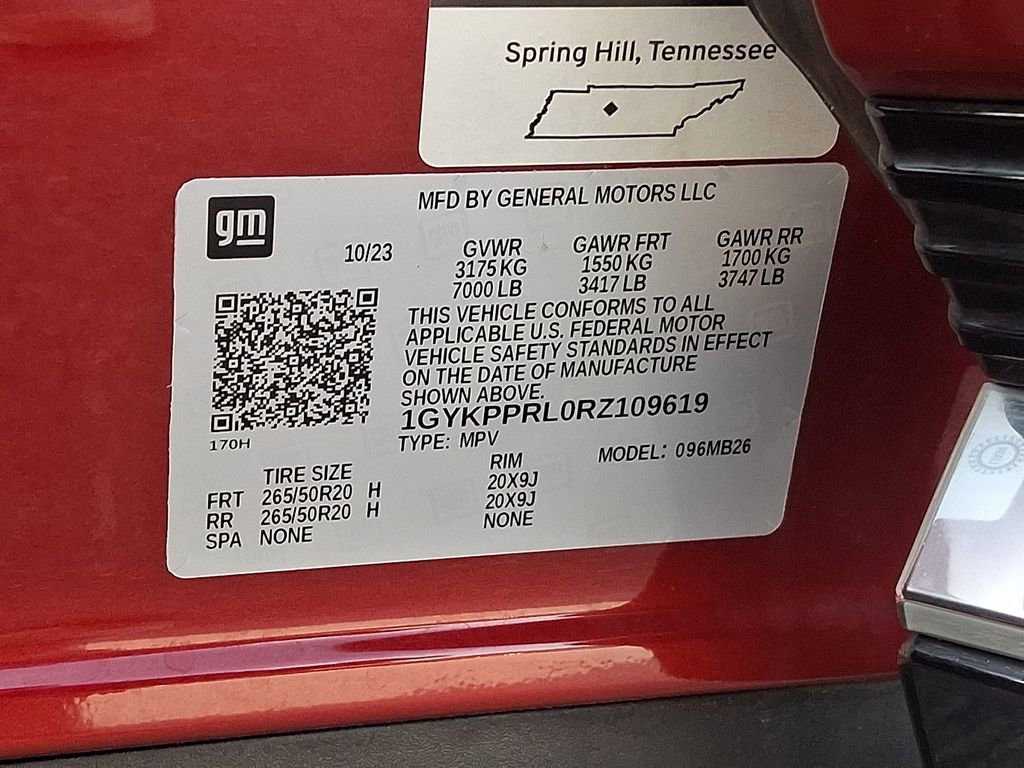 Spring Hill, Tennessee
gm
MFD BY GENERAL MOTORS LLC
10/23 GVWR GAWR FRT GAWR RR
3175 KG 1550 KG 1700 KG
7000 LB 3417 LB 3747 LB
THIS VEHICLE CONFORMS TO ALL
APPLICABLE U.S. FEDERAL MOTOR
VEHICLE SAFETY STANDARDS IN EFFECT
ON THE DATE OF MANUFACTURE
SHOWN ABOVE.
1GYKPPRL0RZ109619
170H
TYPE: MPV MODEL: 096MB26
TIRE SIZE RIM
FRT 265/50R20 H 20X9J
RR 265/50R20 H 20X9J
SPA NONE NONE